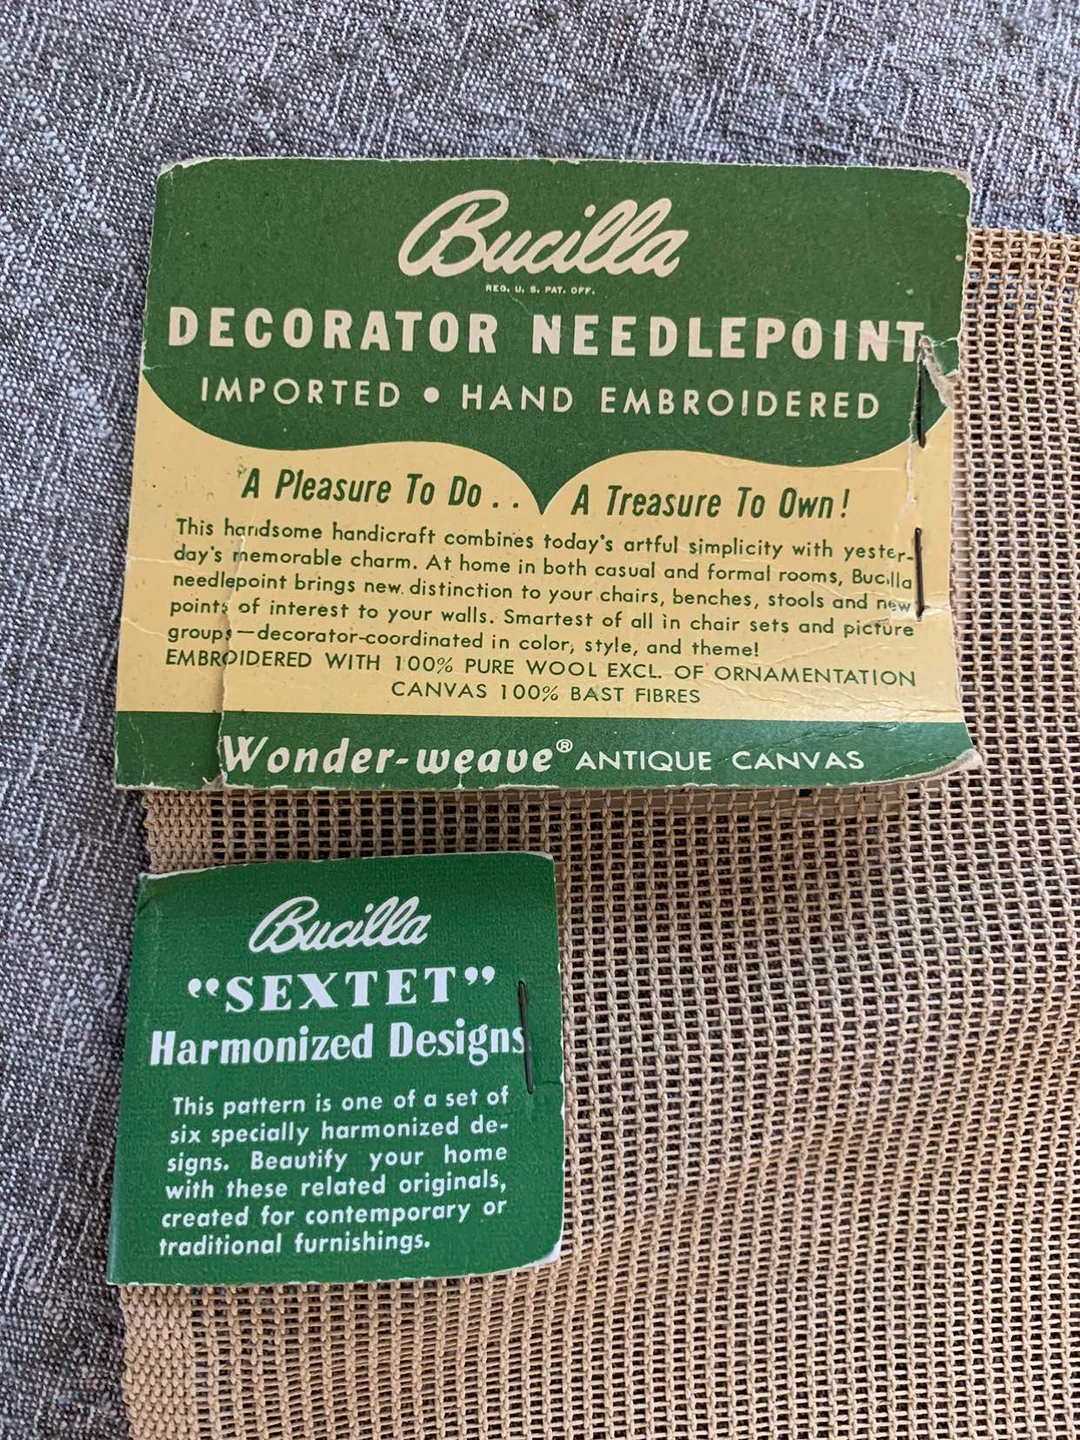 Bucilla
REG. U. S. PAT. OFF.
DECORATOR NEEDLEPOINT
IMPORTED • HAND EMBROIDERED
A Pleasure To Do . . A Treasure To Own!
This handsome handicraft combines today's artful simplicity with yester-
day's memorable charm. At home in both casual and formal rooms, Bucilla
needlepoint brings new distinction to your chairs, benches, stools and new
points of interest to your walls. Smartest of all in chair sets and picture
groups—decorator-coordinated in color, style, and theme!
EMBROIDERED WITH 100% PURE WOOL EXCL. OF ORNAMENTATION
CANVAS 100% BAST FIBRES
Wonder-weave® ANTIQUE CANVAS
Bucilla
"SEXTET"
Harmonized Designs
This pattern is one of a set of
six specially harmonized de-
signs. Beautify your home
with these related originals,
created for contemporary or
traditional furnishings.